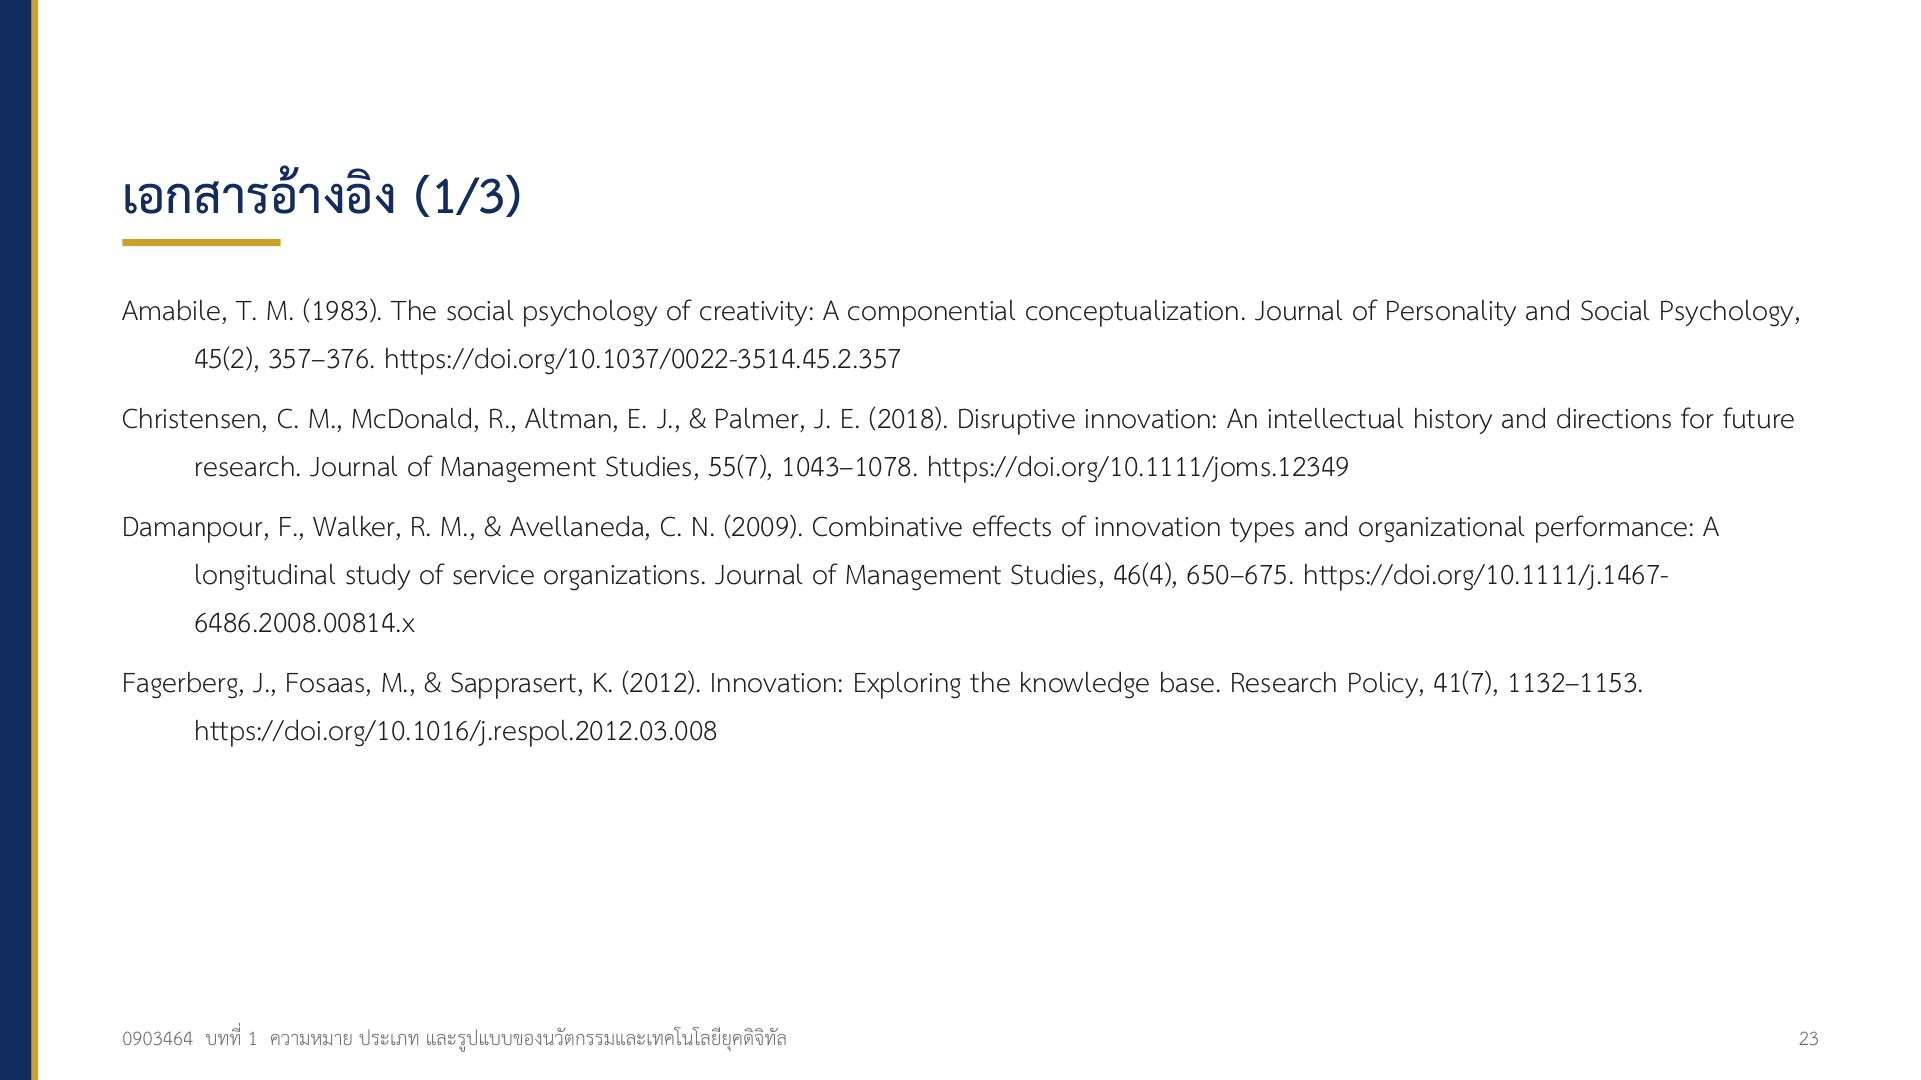 เอกสารอ้างอิง (1/3)
Amabile, T. M. (1983). The social psychology of creativity: A componential conceptualization. Journal of Personality and Social Psychology,
45(2), 357–376. https://doi.org/10.1037/0022-3514.45.2.357
Christensen, C. M., McDonald, R., Altman, E. J., & Palmer, J. E. (2018). Disruptive innovation: An intellectual history and directions for future
research. Journal of Management Studies, 55(7), 1043–1078. https://doi.org/10.1111/joms.12349
Damanpour, F., Walker, R. M., & Avellaneda, C. N. (2009). Combinative effects of innovation types and organizational performance: A
longitudinal study of service organizations. Journal of Management Studies, 46(4), 650–675. https://doi.org/10.1111/j.1467-
6486.2008.00814.x
Fagerberg, J., Fosaas, M., & Sapprasert, K. (2012). Innovation: Exploring the knowledge base. Research Policy, 41(7), 1132–1153.
https://doi.org/10.1016/j.respol.2012.03.008
0903464 บทที่ 1 ความหมาย ประเภท และรูปแบบของนวัตกรรมและเทคโนโลยียุคดิจิทัล
23